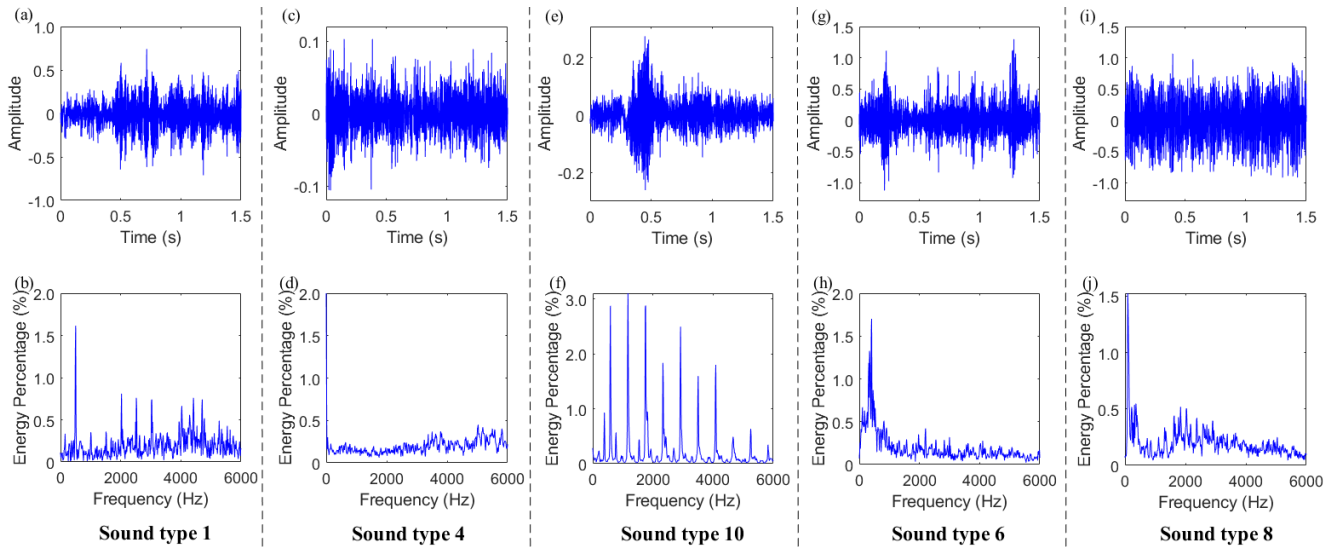 (a)
1.0
0.5
0
-0.5
-1.0
Amplitude
0 0.5 1 1.5
Time (s)
(b)
2.0
1.5
1.0
0.5
0
Energy Percentage (%)
0 2000 4000 6000
Frequency (Hz)
Sound type 1
(c)
0.1
0
-0.1
Amplitude
0 0.5 1 1.5
Time (s)
(d)
2.0
1.5
1.0
0.5
0
Energy Percentage (%)
0 2000 4000 6000
Frequency (Hz)
Sound type 4
(e)
0.2
0
-0.2
Amplitude
0 0.5 1 1.5
Time (s)
(f)
3.0
2.0
1.0
0
Energy Percentage (%)
0 2000 4000 6000
Frequency (Hz)
Sound type 10
(g)
1.5
1.0
0.5
0
-0.5
-1.0
Amplitude
0 0.5 1 1.5
Time (s)
(h)
2.0
1.5
1.0
0.5
0
Energy Percentage (%)
0 2000 4000 6000
Frequency (Hz)
Sound type 6
(i)
1.5
1.0
0.5
0
-0.5
-1.0
Amplitude
0 0.5 1 1.5
Time (s)
(j)
1.5
1.0
0.5
0
Energy Percentage (%)
0 2000 4000 6000
Frequency (Hz)
Sound type 8